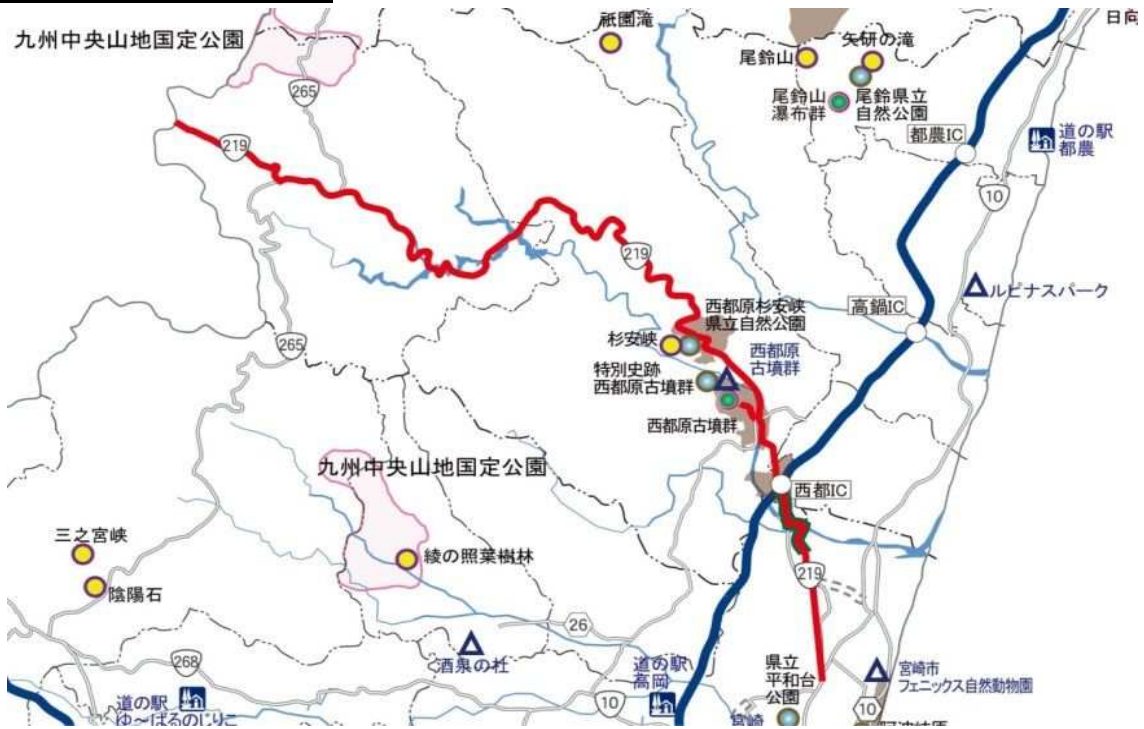 九州中央山地国定公園
265
219
祇園滝
尾鈴山
矢研の滝
尾鈴山
瀑布群
尾鈴県立
自然公園
日向
都農IC
道の駅
都農
10
219
高鍋IC
ルピナスパーク
265
西都原杉安峡
県立自然公園
杉安峡
西都原
古墳群
特別史跡
西都原古墳群
西都原古墳群
九州中央山地国定公園
西都IC
三之宮峡
陰陽石
綾の照葉樹林
219
26
268
酒泉の杜
道の駅
高岡
県立
平和台
公園
宮崎市
フェニックス自然動物園
道の駅
ゆ～ぱるのじりこ
10
宮崎
10